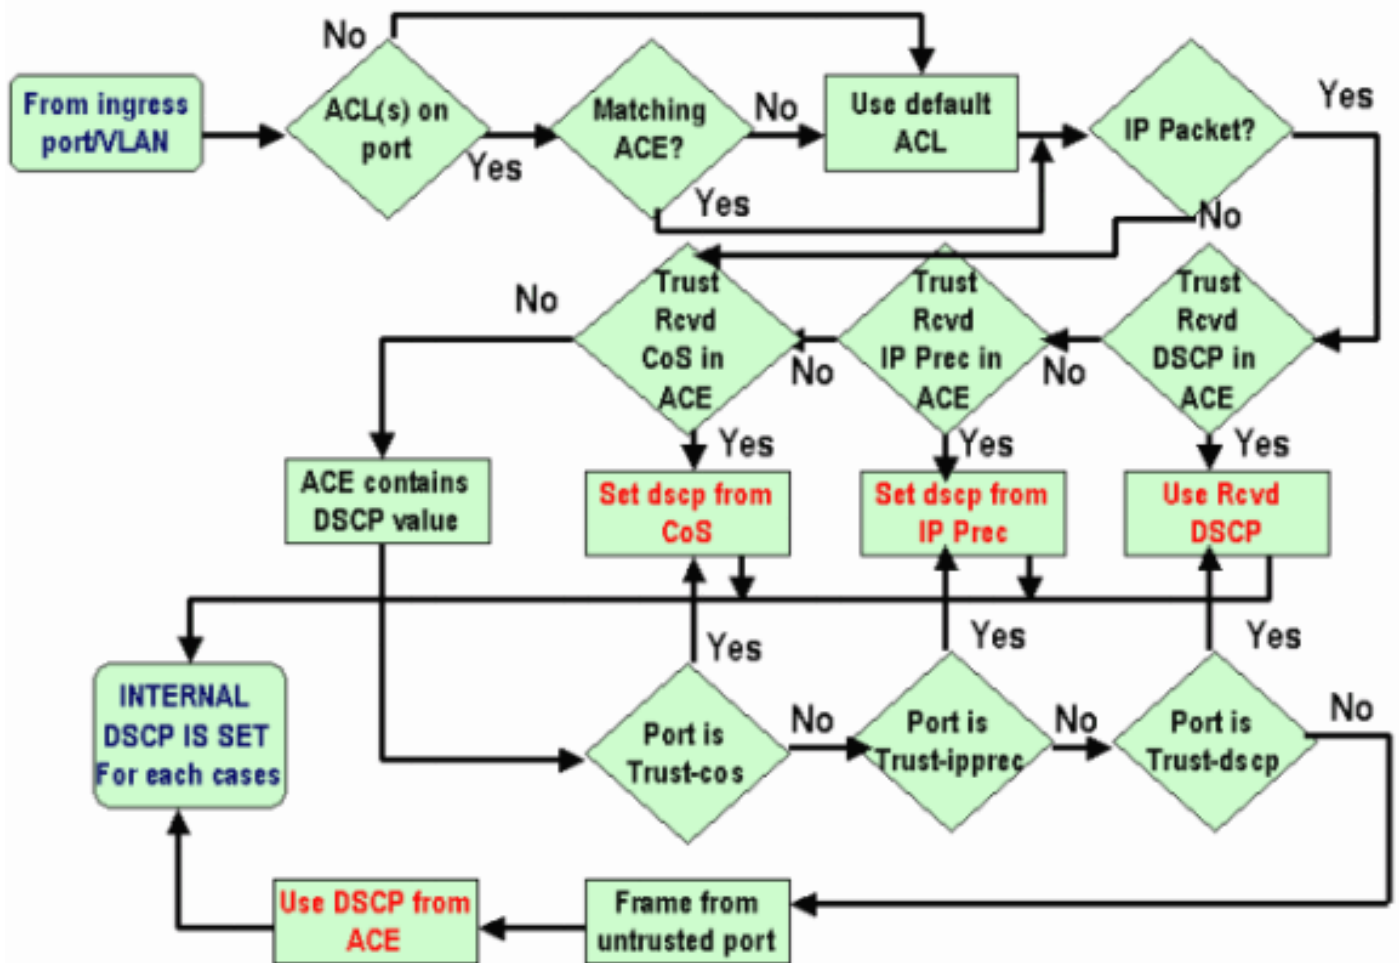 No
From ingress
port/VLAN
ACL(s) on
port
Yes
Matching
ACE?
No
Yes
Use default
ACL
IP Packet?
Yes
No
Trust
Rcvd
DSCP in
ACE
No
Yes
Trust
Rcvd
IP Prec in
ACE
No
Yes
Trust
Rcvd
CoS in
ACE
No
Yes
ACE contains
DSCP value
Set dscp from
CoS
Set dscp from
IP Prec
Use Rcvd
DSCP
Yes
Yes
Yes
INTERNAL
DSCP IS SET
For each cases
Port is
Trust-cos
No
Port is
Trust-ipprec
No
Port is
Trust-dscp
No
Use DSCP from
ACE
Frame from
untrusted port